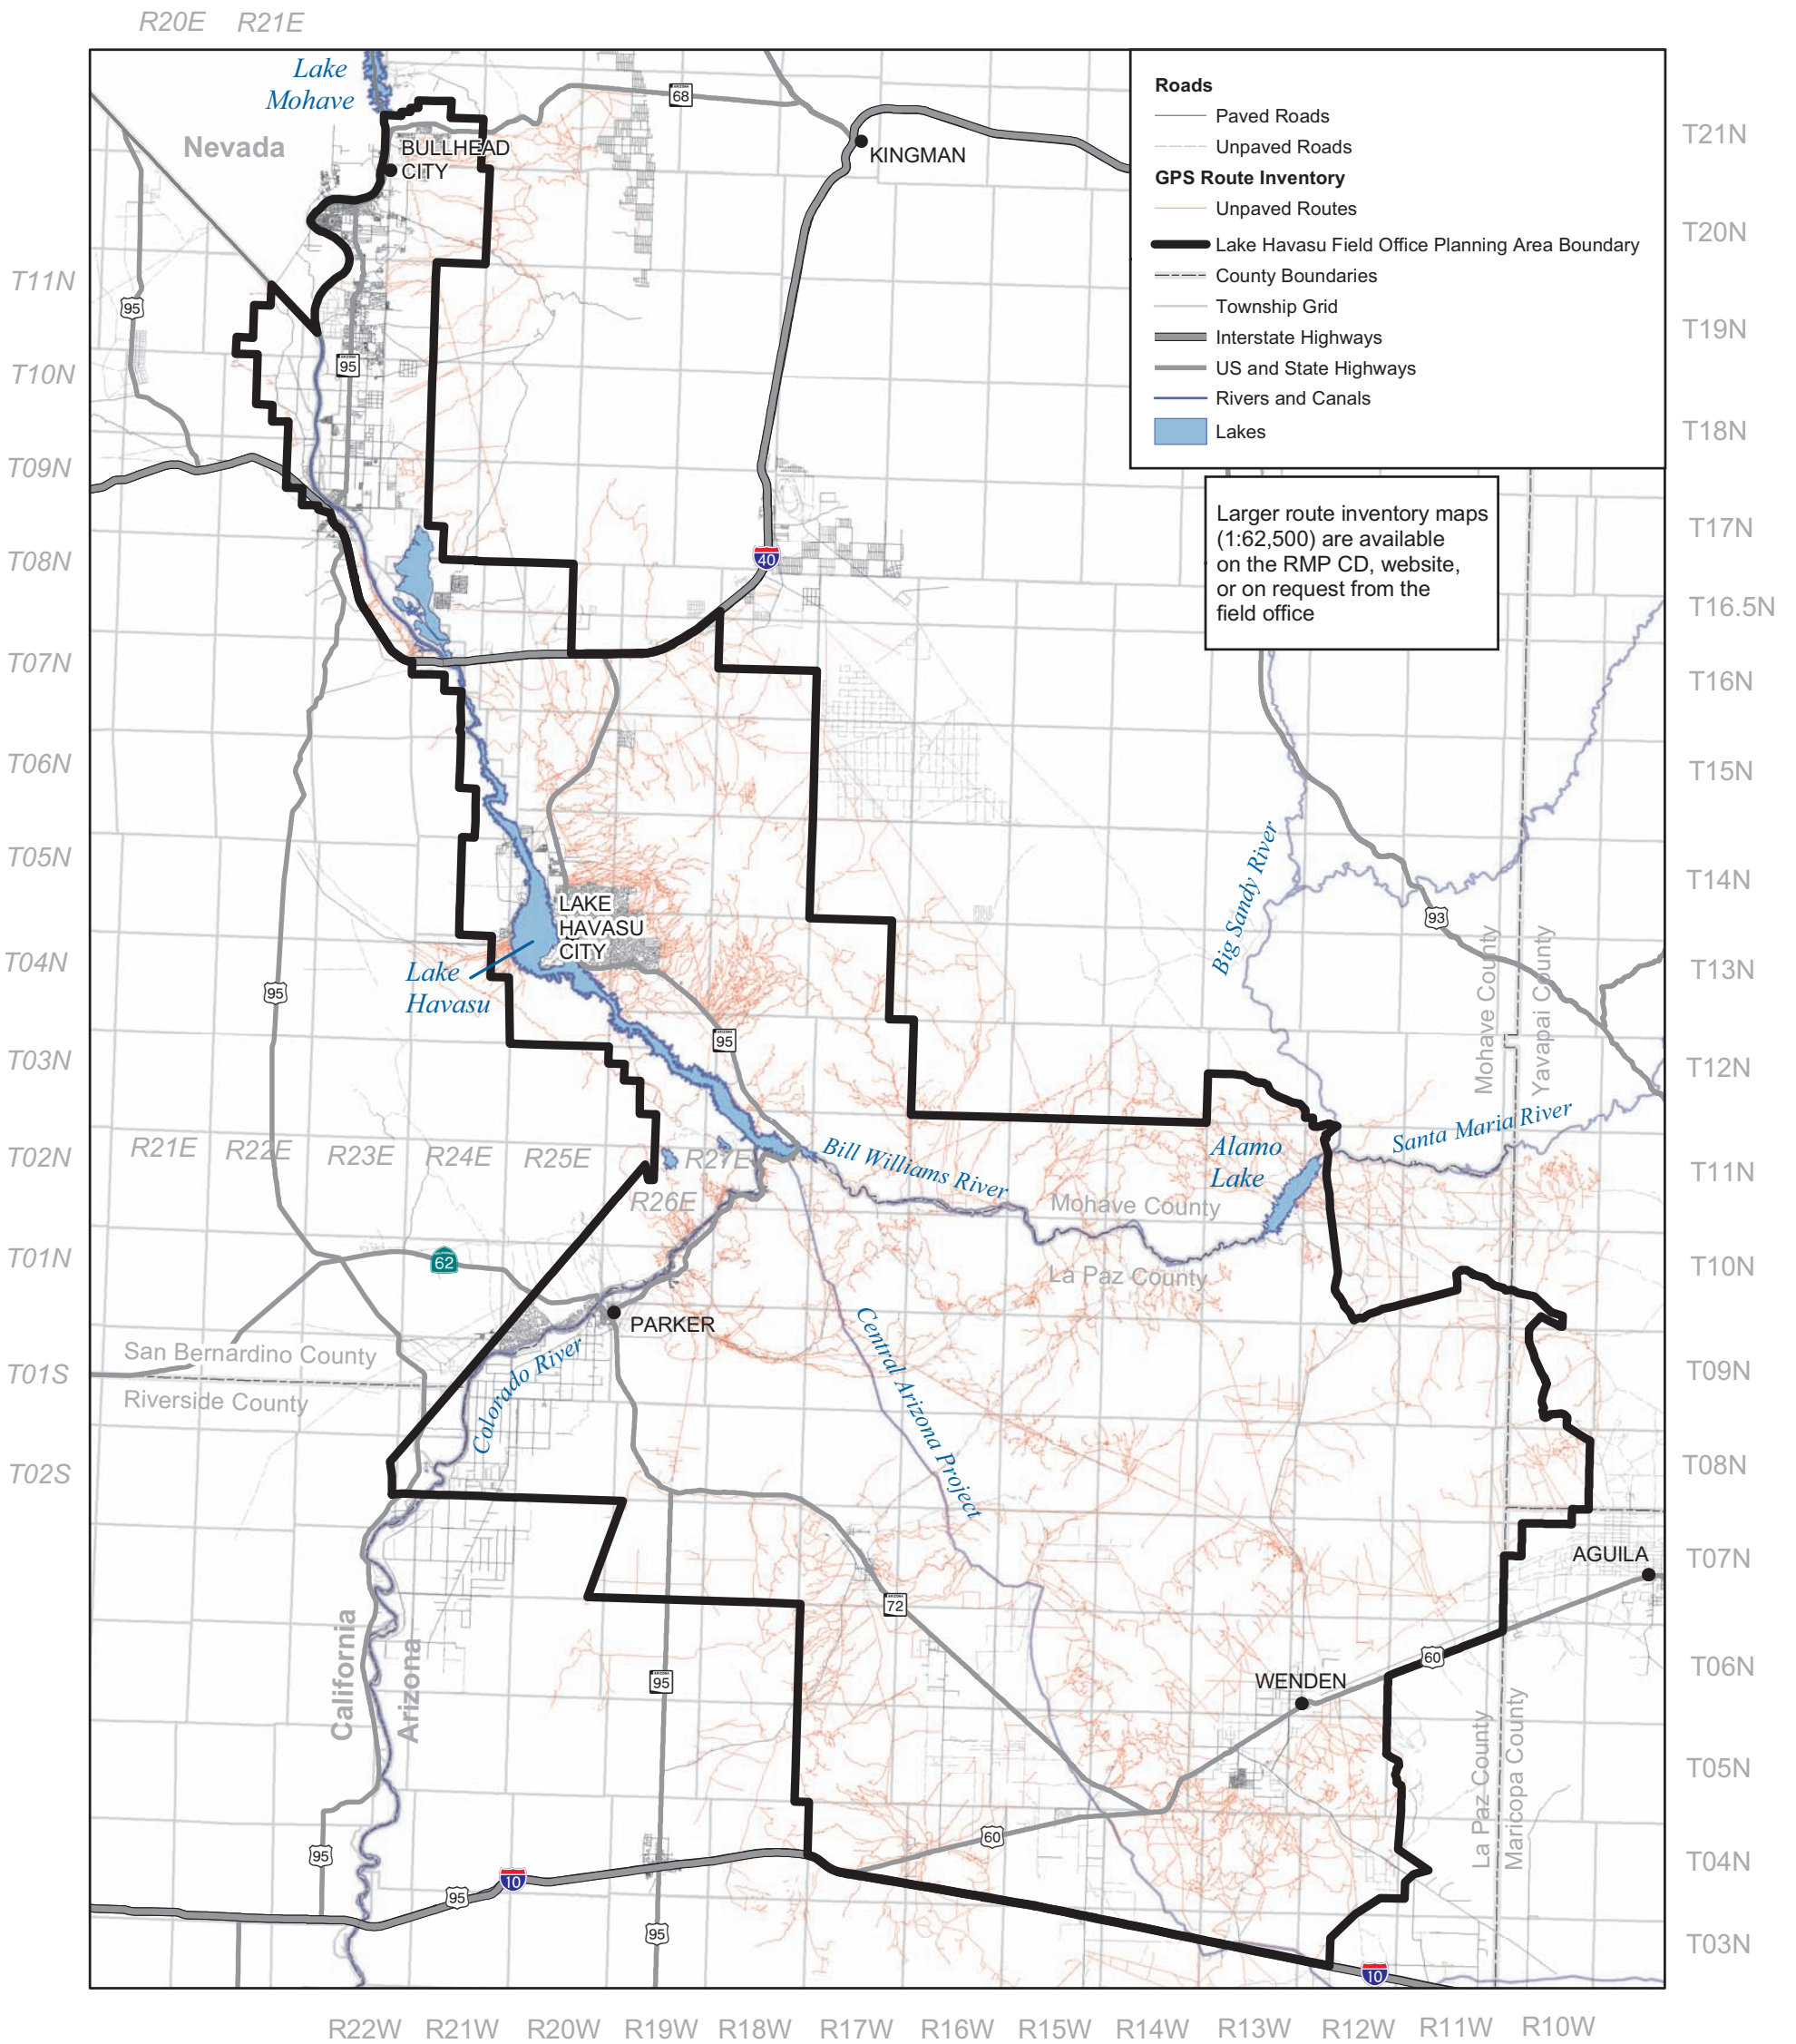 R20E R21E
Lake
Mohave
Nevada
BULLHEAD
CITY
ARIZONA
68
KINGMAN
Roads
Paved Roads
Unpaved Roads
GPS Route Inventory
Unpaved Routes
Lake Havasu Field Office Planning Area Boundary
County Boundaries
Township Grid
Interstate Highways
US and State Highways
Rivers and Canals
Lakes
Larger route inventory maps
(1:62,500) are available
on the RMP CD, website,
or on request from the
field office
T21N
T20N
T19N
T18N
T17N
T16.5N
T16N
T15N
T14N
T13N
T12N
T11N
T10N
T09N
T08N
T07N
T06N
T05N
T04N
T03N
T11N
T10N
T09N
T08N
T07N
T06N
T05N
T04N
T03N
T02N
T01N
T01S
T02S
95
95
40
LAKE
HAVASU
CITY
Lake
Havasu
95
95
Big Sandy River
93
Mohave County
Yavapai County
Santa Maria River
Alamo
Lake
Bill Williams River
R21E R22E R23E R24E R25E R27E
R26E
Mohave County
La Paz County
62
PARKER
San Bernardino County
Riverside County
Colorado River
Central Arizona Project
AGUILA
72
60
WENDEN
California
Arizona
95
La Paz County
Maricopa County
60
95
10
95
95
10
R22W R21W R20W R19W R18W R17W R16W R15W R14W R13W R12W R11W R10W